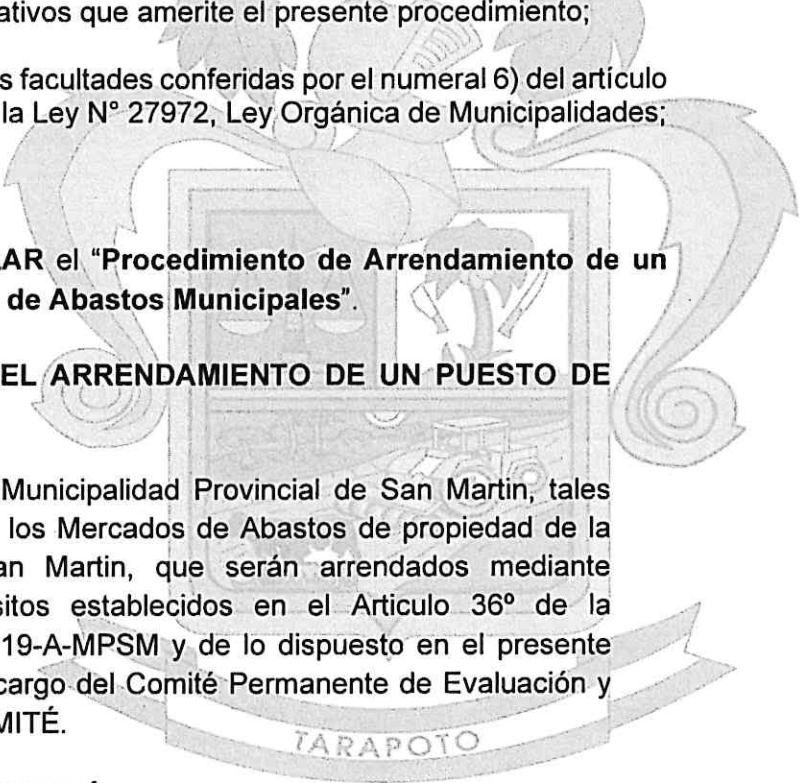 ativos que amerite el presente procedimiento;
s facultades conferidas por el numeral 6) del artículo
la Ley N° 27972, Ley Orgánica de Municipalidades;
AR el "Procedimiento de Arrendamiento de un
de Abastos Municipales".
EL ARRENDAMIENTO DE UN PUESTO DE
Municipalidad Provincial de San Martin, tales
los Mercados de Abastos de propiedad de la
an Martin, que serán arrendados mediante
sitos establecidos en el Articulo 36º de la
19-A-MPSM y de lo dispuesto en el presente
cargo del Comité Permanente de Evaluación y
MITÉ.
TARAPOTO